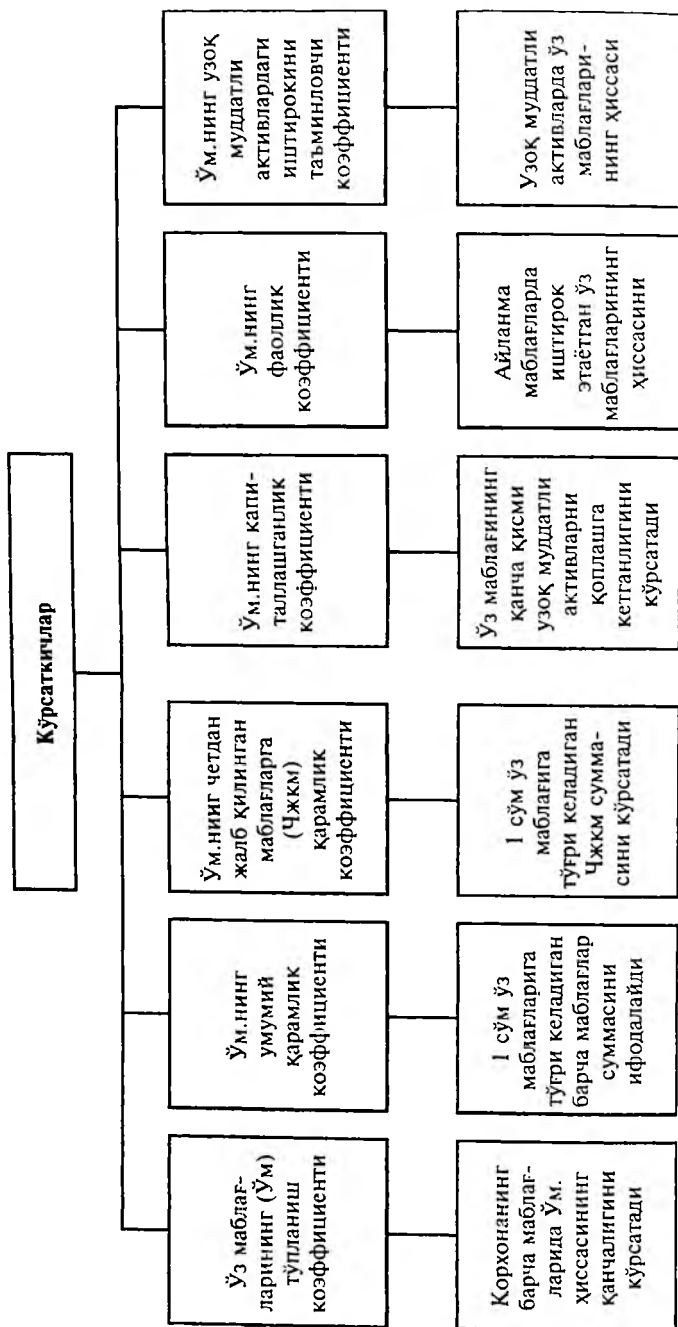 Кўрсаткичлар
Ўз маблағ-
ларининг (Ўм)
тўпланиш
коэффициенти
Ўм.нинг
умумий
қарамлик
коэффициенти
Ўм.нинг четдан
жалб қилинган
маблағларга
(Чжкм)
қарамлик
коэффициенти
Ўм.нинг капи-
таллашганлик
коэффициенти
Ўм.нинг
фаоллик
коэффициенти
Ўм.нинг узоқ
муддатли
активлардаги
иштирокини
таъминловчи
коэффициенти
Корхонанинг
барча маблағ-
ларида Ўм.
ҳиссасининг
қанчалигини
кўрсатади
1 сўм ўз
маблағларига
тўғри келадиган
барча маблағлар
суммасини
ифодалайди
1 сўм ўз
маблағига
тўғри келадиган
Чжкм сумма-
сини кўрсатади
Ўз маблағининг
қанча қисми
узоқ муддатли
активларни
қоплашга
кетганлигини
кўрсатади
Айланма
маблағларда
иштирок
этаётган ўз
маблағларининг
ҳиссасини
Узоқ муддатли
активларда ўз
маблағлари-
нинг ҳиссаси